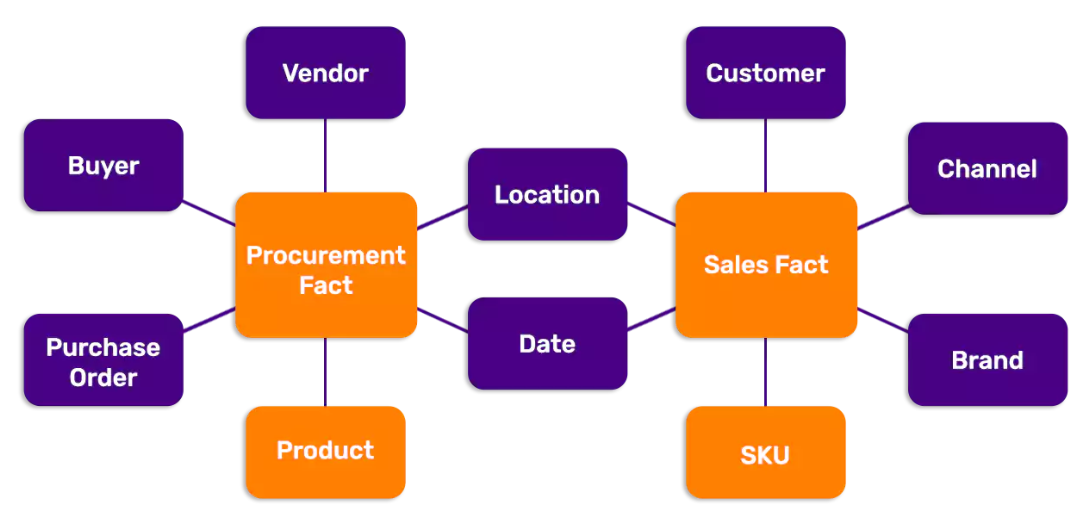 Vendor
Customer
Buyer
Channel
Location
Procurement
Fact
Sales Fact
Date
Purchase
Order
Brand
Product
SKU